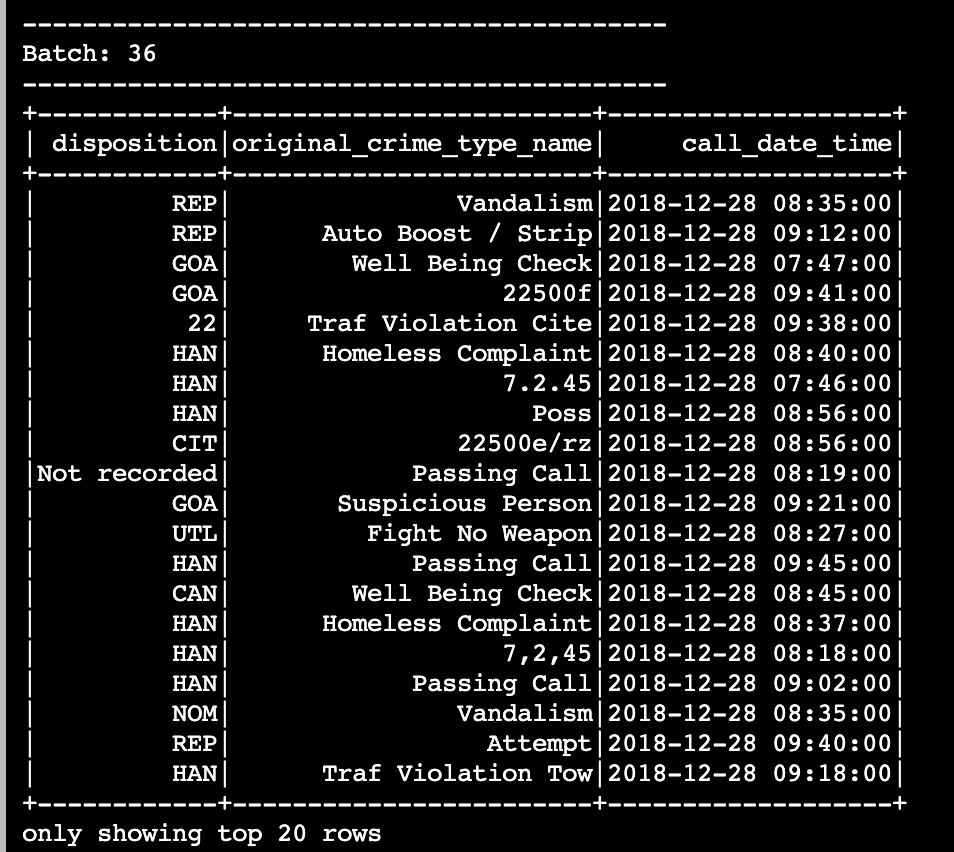 -------------------------------------------
Batch: 36
-------------------------------------------
+------------+------------------------+-------------------+
| disposition|original_crime_type_name|     call_date_time|
+------------+------------------------+-------------------+
|         REP|               Vandalism|2018-12-28 08:35:00|
|         REP|      Auto Boost / Strip|2018-12-28 09:12:00|
|         GOA|        Well Being Check|2018-12-28 07:47:00|
|         GOA|                  22500f|2018-12-28 09:41:00|
|          22|     Traf Violation Cite|2018-12-28 09:38:00|
|         HAN|      Homeless Complaint|2018-12-28 08:40:00|
|         HAN|                  7.2.45|2018-12-28 07:46:00|
|         HAN|                    Poss|2018-12-28 08:56:00|
|         CIT|               22500e/rz|2018-12-28 08:56:00|
|Not recorded|            Passing Call|2018-12-28 08:19:00|
|         GOA|       Suspicious Person|2018-12-28 09:21:00|
|         UTL|         Fight No Weapon|2018-12-28 08:27:00|
|         HAN|            Passing Call|2018-12-28 09:45:00|
|         CAN|        Well Being Check|2018-12-28 08:45:00|
|         HAN|      Homeless Complaint|2018-12-28 08:37:00|
|         HAN|                  7,2,45|2018-12-28 08:18:00|
|         HAN|            Passing Call|2018-12-28 09:02:00|
|         NOM|               Vandalism|2018-12-28 08:35:00|
|         REP|                 Attempt|2018-12-28 09:40:00|
|         HAN|      Traf Violation Tow|2018-12-28 09:18:00|
+------------+------------------------+-------------------+
only showing top 20 rows